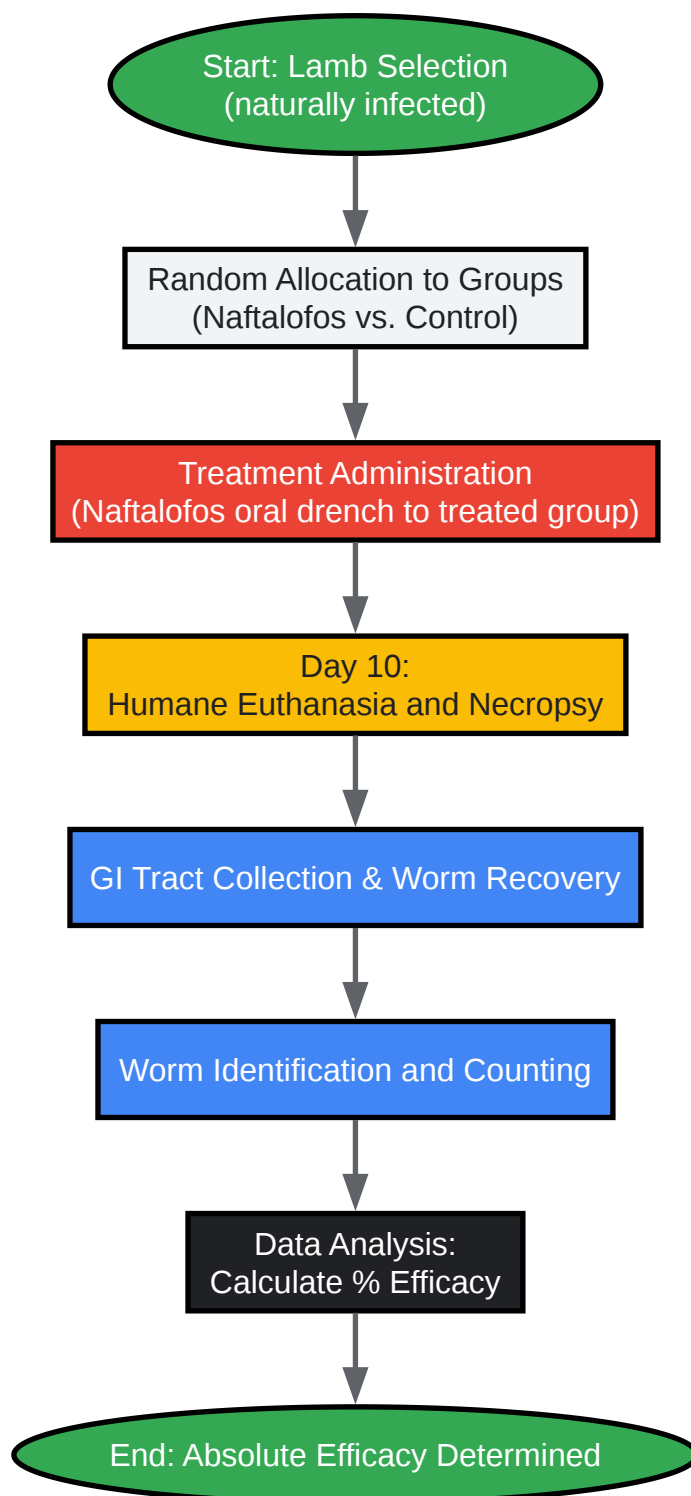 Start: Lamb Selection
(naturally infected)
Random Allocation to Groups
(Naftalofos vs. Control)
Treatment Administration
(Naftalofos oral drench to treated group)
Day 10:
Humane Euthanasia and Necropsy
GI Tract Collection & Worm Recovery
Worm Identification and Counting
Data Analysis:
Calculate % Efficacy
End: Absolute Efficacy Determined